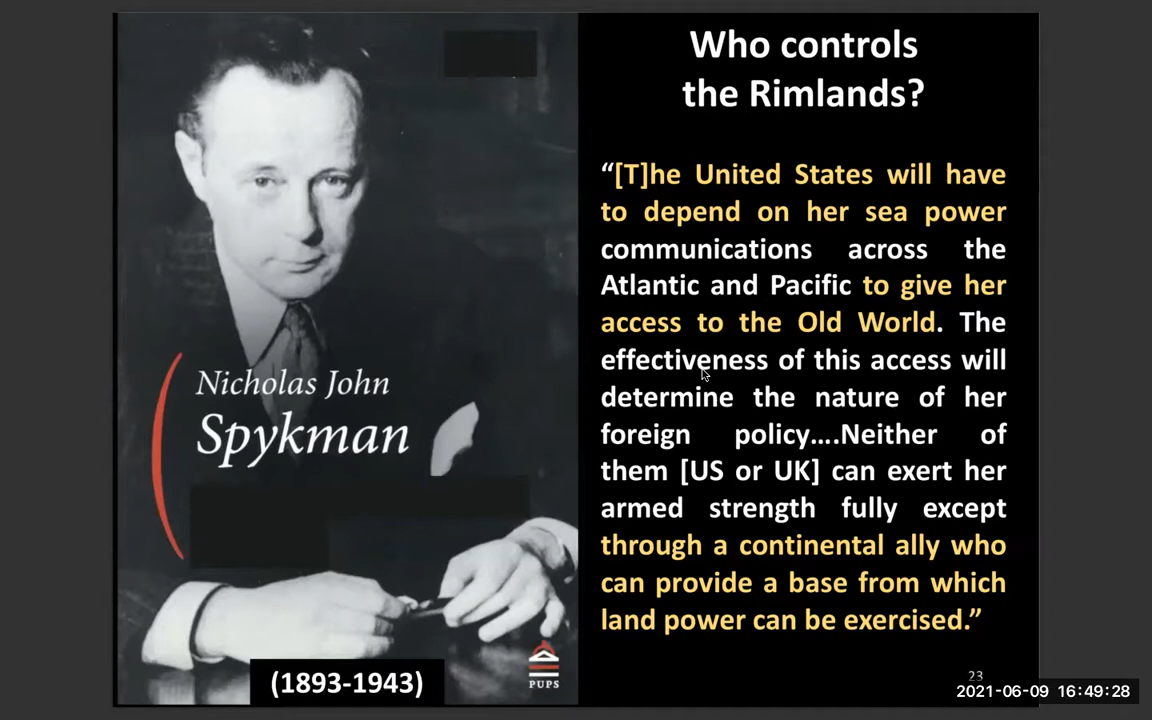 Who controls
the Rimlands?
“[T]he United States will have
to depend on her sea power
communications across the
Atlantic and Pacific to give her
access to the Old World. The
effectiveness of this access will
determine the nature of her
foreign policy….Neither of
them [US or UK] can exert her
armed strength fully except
through a continental ally who
can provide a base from which
land power can be exercised.”
Nicholas John
Spykman
PUPS
(1893-1943)
23
2021-06-09 16:49:28